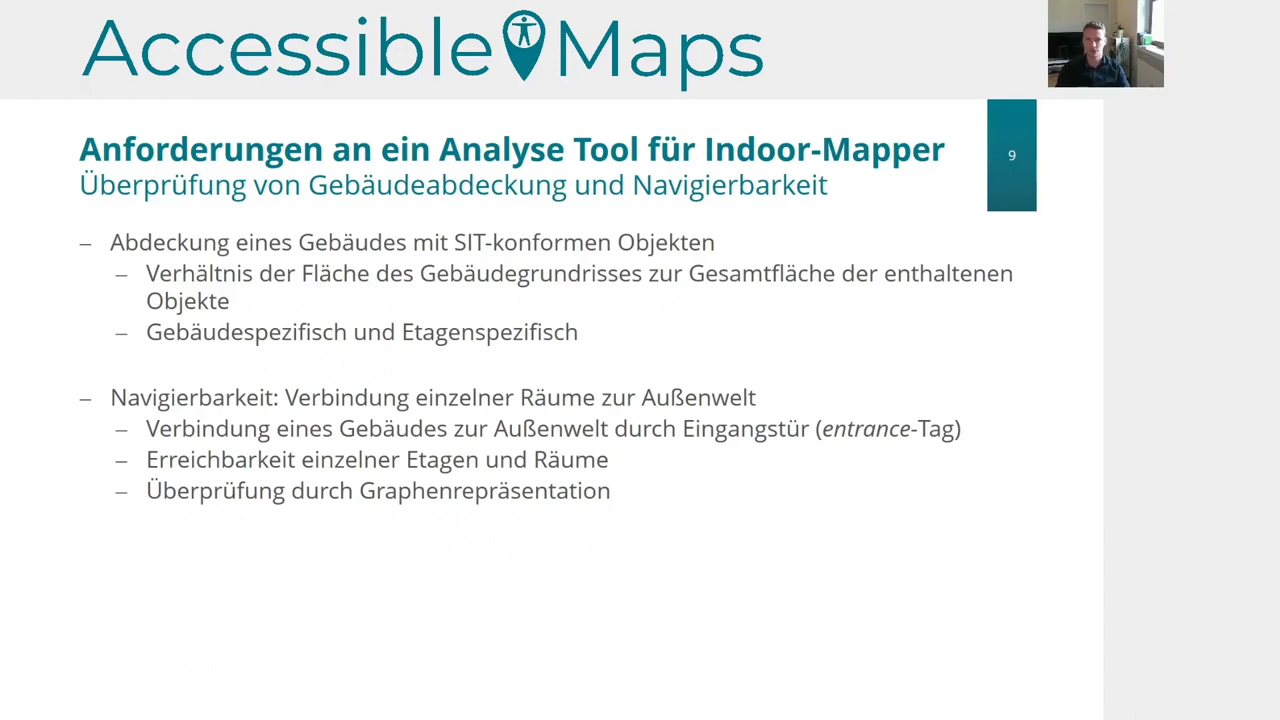 Accessible Maps
Anforderungen an ein Analyse Tool für Indoor-Mapper
9
Überprüfung von Gebäudeabdeckung und Navigierbarkeit
– Abdeckung eines Gebäudes mit SIT-konformen Objekten
– Verhältnis der Fläche des Gebäudegrundrisses zur Gesamtfläche der enthaltenen
Objekte
– Gebäudespezifisch und Etagenspezifisch
– Navigierbarkeit: Verbindung einzelner Räume zur Außenwelt
– Verbindung eines Gebäudes zur Außenwelt durch Eingangstür (entrance-Tag)
– Erreichbarkeit einzelner Etagen und Räume
– Überprüfung durch Graphenrepräsentation